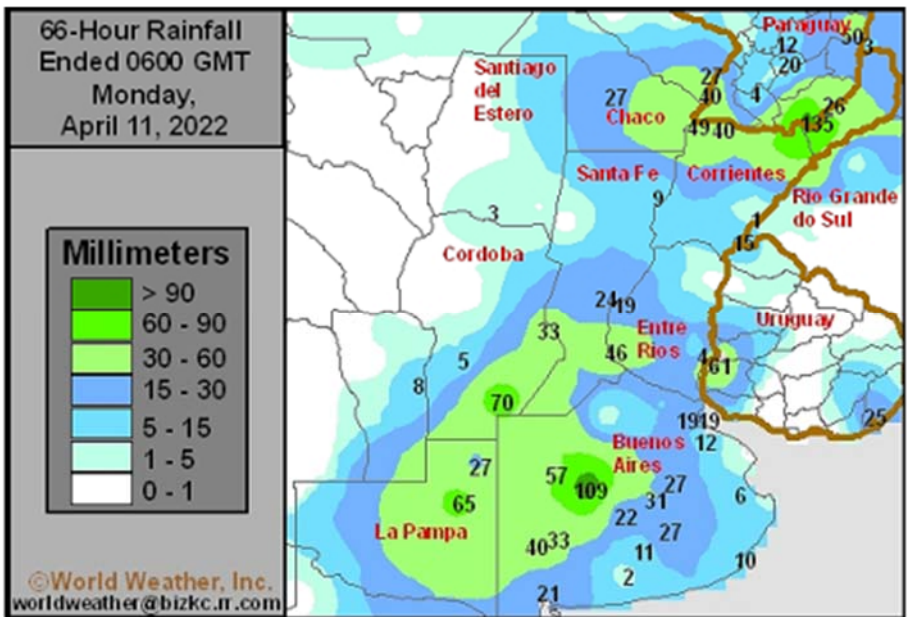 66-Hour Rainfall
Ended 0600 GMT
Monday,
April 11, 2022
Millimeters
> 90
60 - 90
30 - 60
15 - 30
5 - 15
1 - 5
0 - 1
©World Weather, Inc.
worldweather@bizkc.rr.com
Paraguay
12
50
3
20
Santiago
del
Estero
27
27
40
4
26
Chaco
49
40
135
Santa Fe
Corrientes
Rio Grande
do Sul
9
3
1
15
Cordoba
24
19
33
Entre
Rios
Uruguay
46
4
61
5
8
70
19
19
25
12
Buenos
Aires
27
57
109
27
6
65
31
22
La Pampa
27
40
33
11
10
2
21